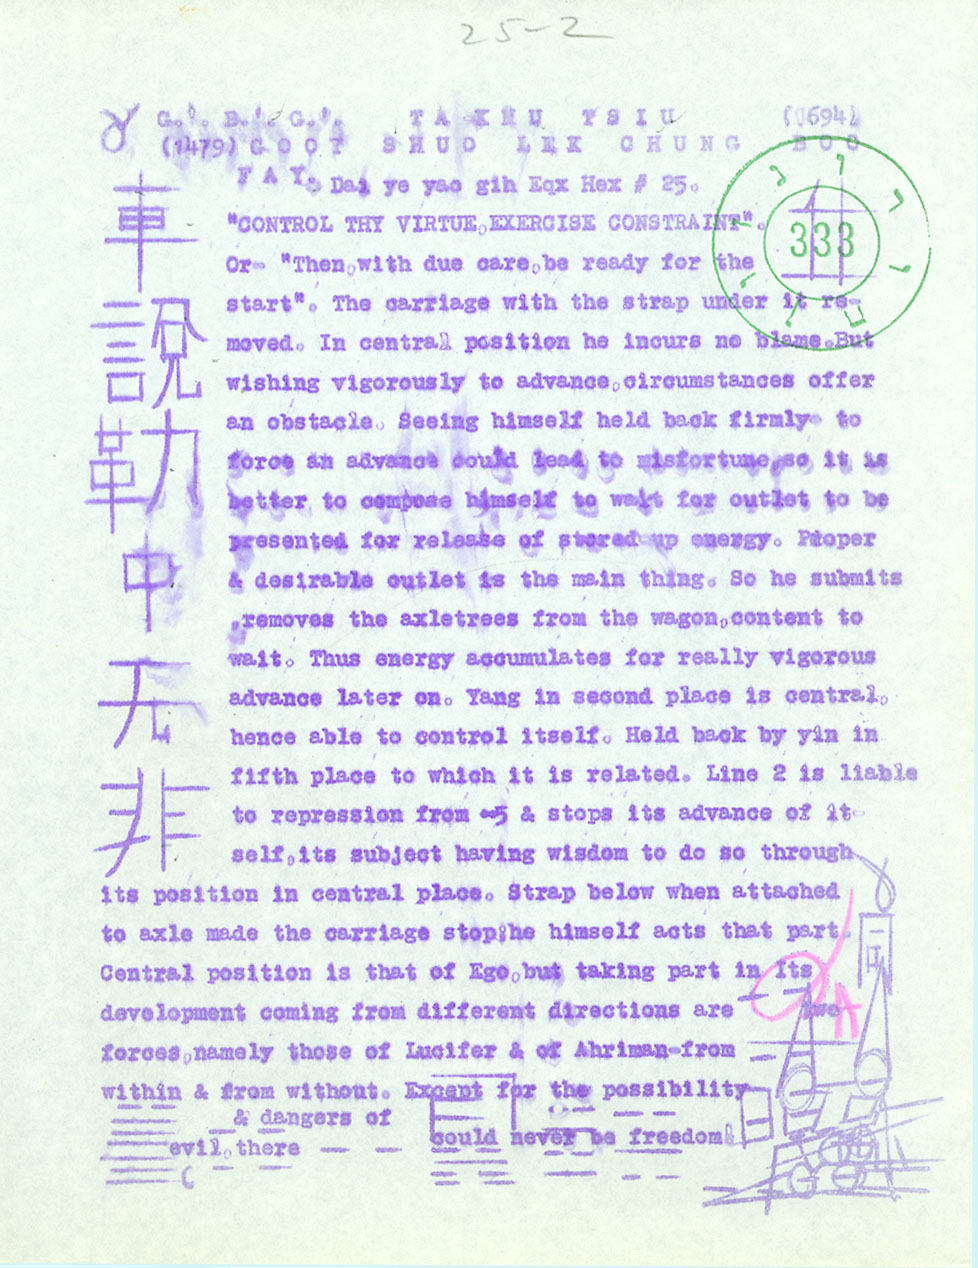 25-2
G.'. B.'. G.'. TA KHU TSIU (1694)
(1479) GOOT SHUO LEK CHUNG BOO
FAY. Dai ye yao gih Eqx Hex # 25.
"CONTROL THY VIRTUE,EXERCISE CONSTRAINT".
Or- "Then,with due care,be ready for the
start". The carriage with the strap under it re-
moved. In central position he incurs no blame.But
wishing vigorously to advance,circumstances offer
an obstacle. Seeing himself held back firmly- to
force an advance could lead to misfortune,so it is
better to compose himself to wait for outlet to be
presented for release of stored up energy. Proper
& desirable outlet is the main thing. So he submits
,removes the axletrees from the wagon,content to
wait. Thus energy accumulates for really vigorous
advance later on. Yang in second place is central,
hence able to control itself. Held back by yin in
fifth place to which it is related. Line 2 is liable
to repression from -5 & stops its advance of it-
self,its subject having wisdom to do so through
its position in central place. Strap below when attached
to axle made the carriage stop;he himself acts that part.
Central position is that of Ego,but taking part in Its
development coming from different directions are two
forces,namely those of Lucifer & of Ahriman-from
within & from without. Except for the possibility
& dangers of
evil,there could never be freedom!
333
車
說
勒
中
无
非
A